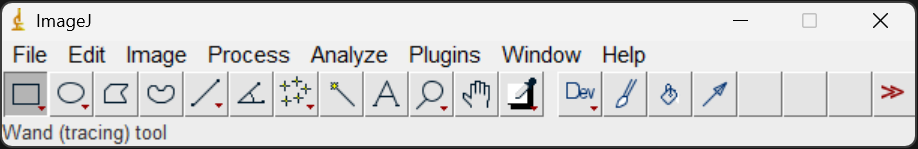 ImageJ
File Edit Image Process Analyze Plugins Window Help
A Dev
Wand (tracing) tool